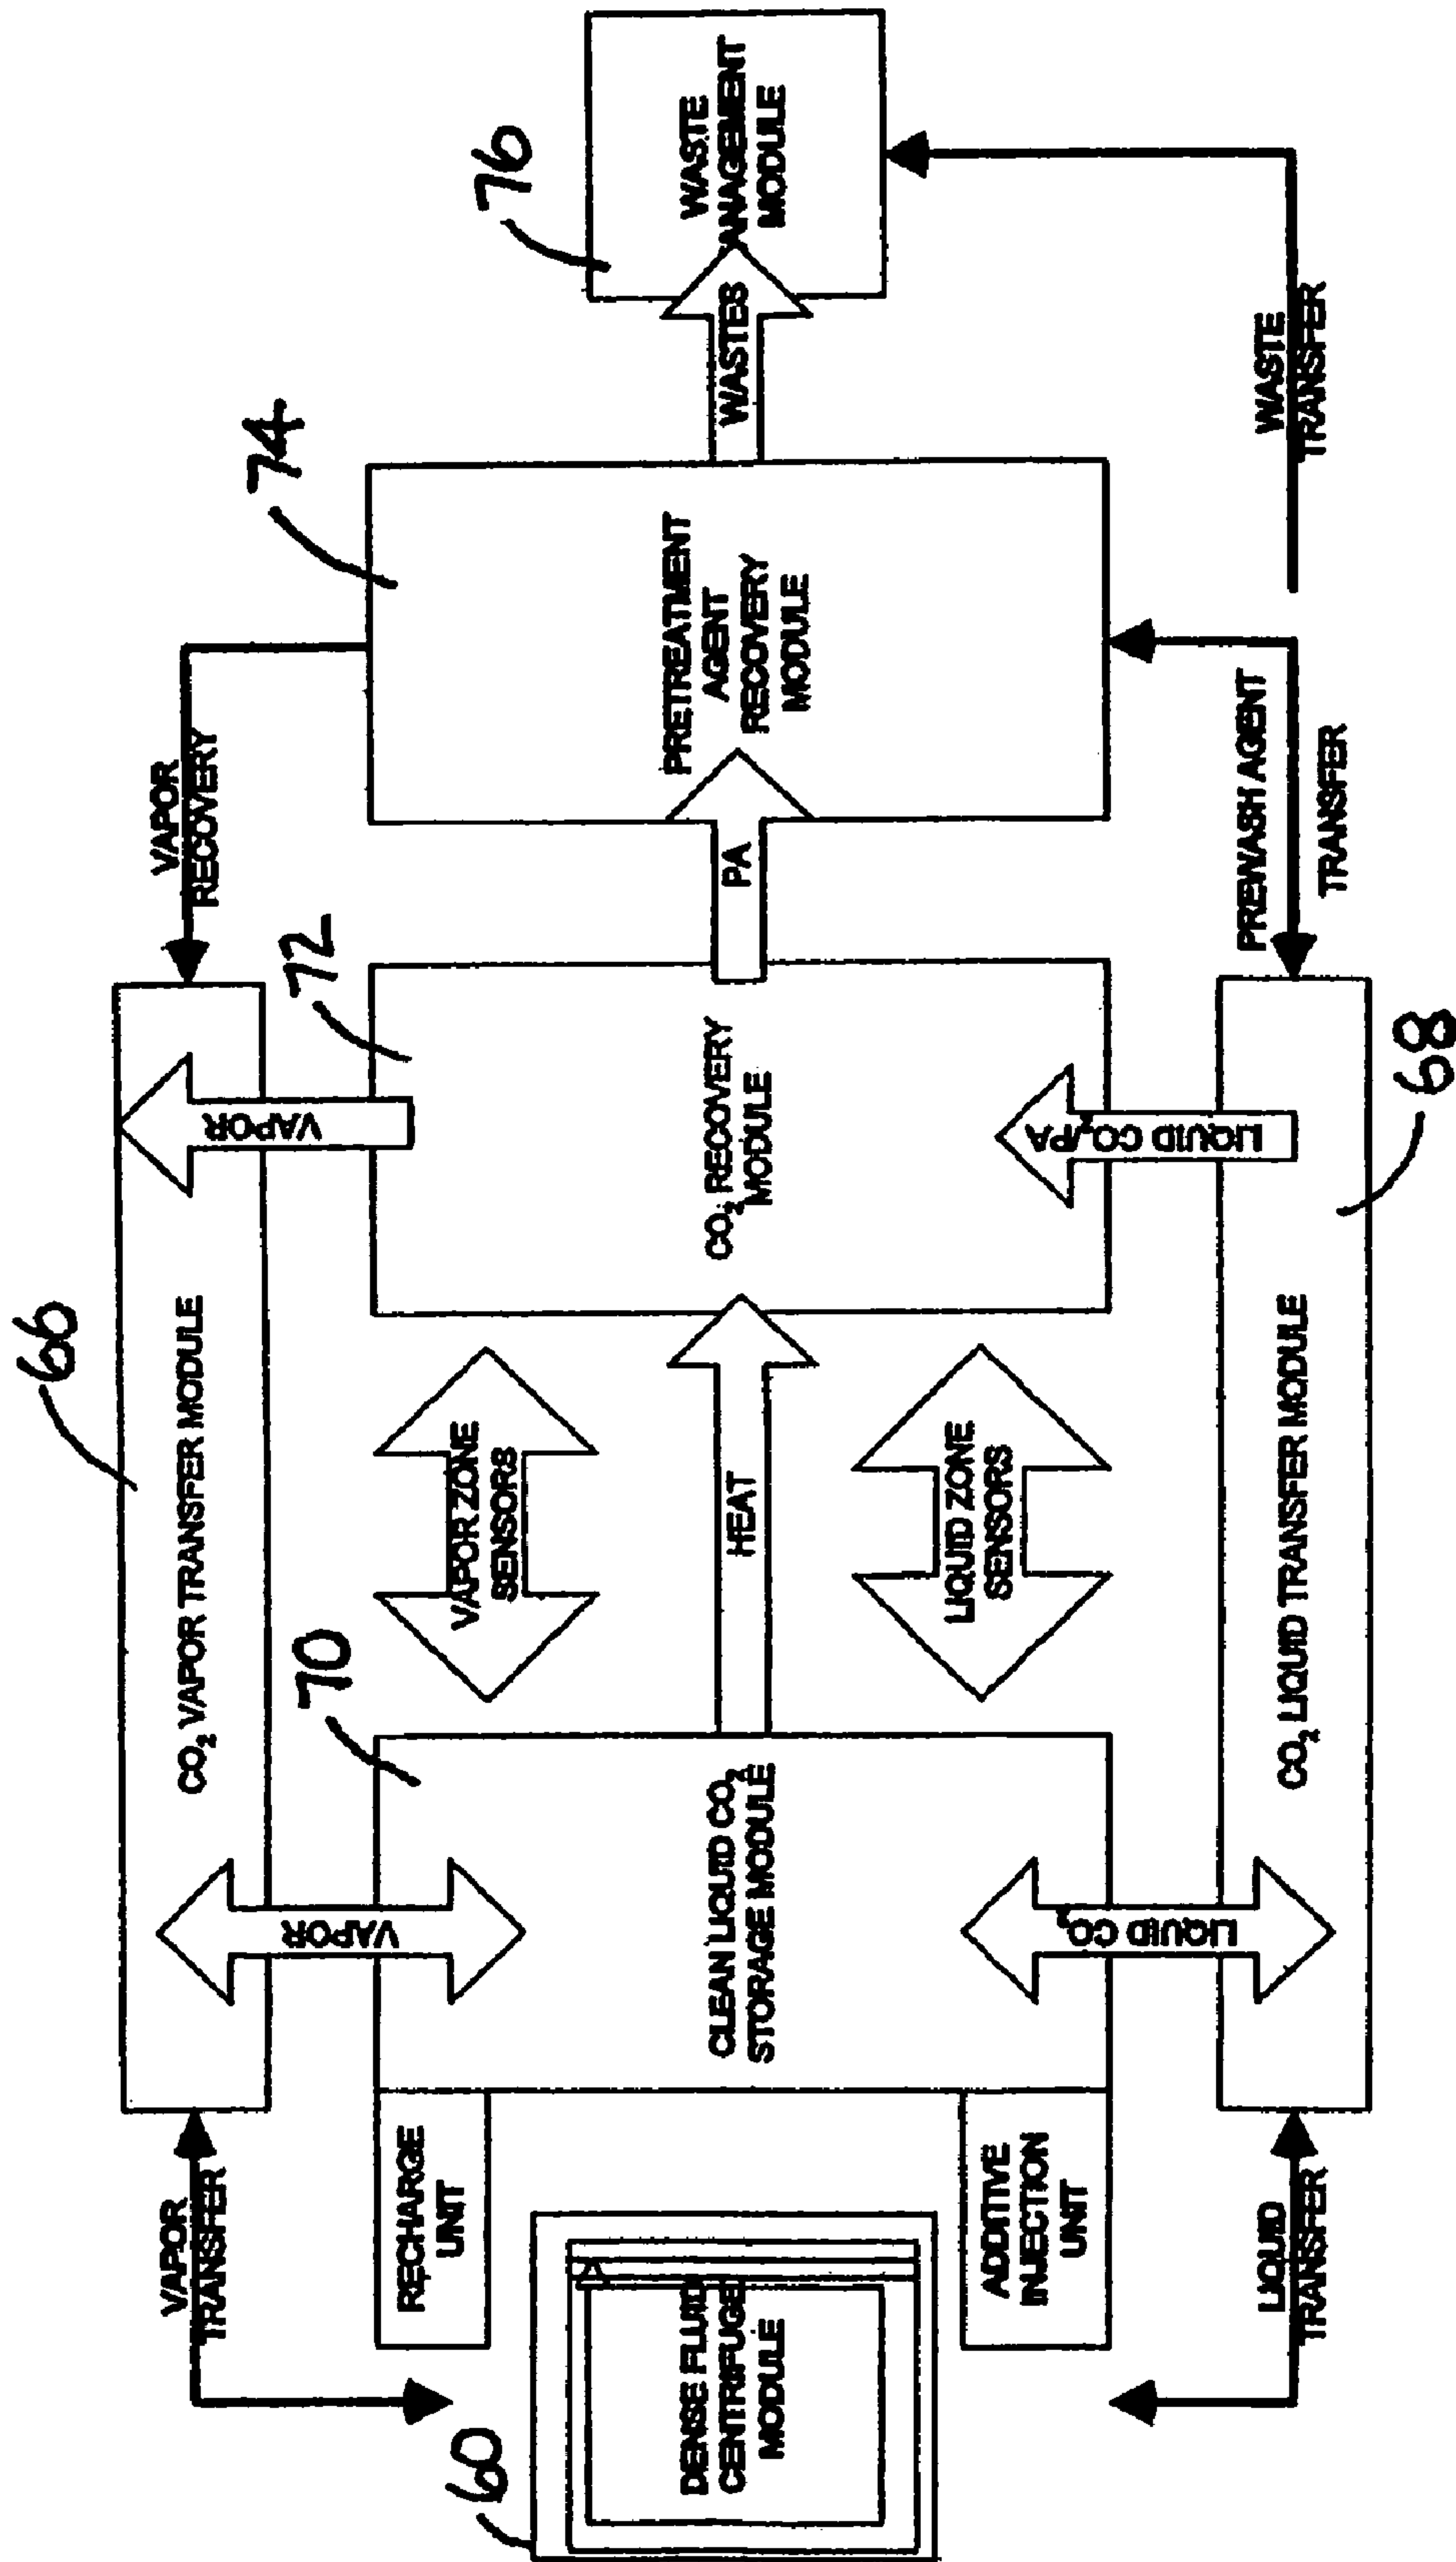 66
CO₂ VAPOR TRANSFER MODULE
VAPOR
TRANSFER
VAPOR
VAPOR
VAPOR
RECOVERY
60
DENSE FLUID
CENTRIFUGE
MODULE
RECHARGE
UNIT
ADDITIVE
INJECTION
UNIT
70
CLEAN LIQUID CO₂
STORAGE MODULE
VAPOR ZONE
SENSORS
HEAT
LIQUID ZONE
SENSORS
72
CO₂ RECOVERY
MODULE
PA
74
PRETREATMENT
AGENT
RECOVERY
MODULE
WASTES
76
WASTE
MANAGEMENT
MODULE
LIQUID CO₂
LIQUID CO₂/PA
LIQUID
TRANSFER
CO₂ LIQUID TRANSFER MODULE
68
PREWASH AGENT
TRANSFER
WASTE
TRANSFER